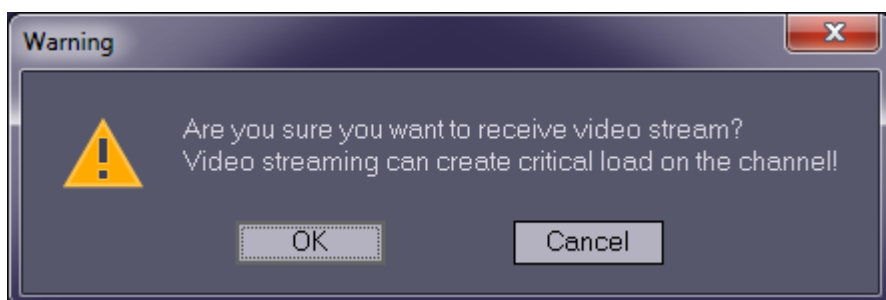 Warning
Are you sure you want to receive video stream?
Video streaming can create critical load on the channel!
OK Cancel